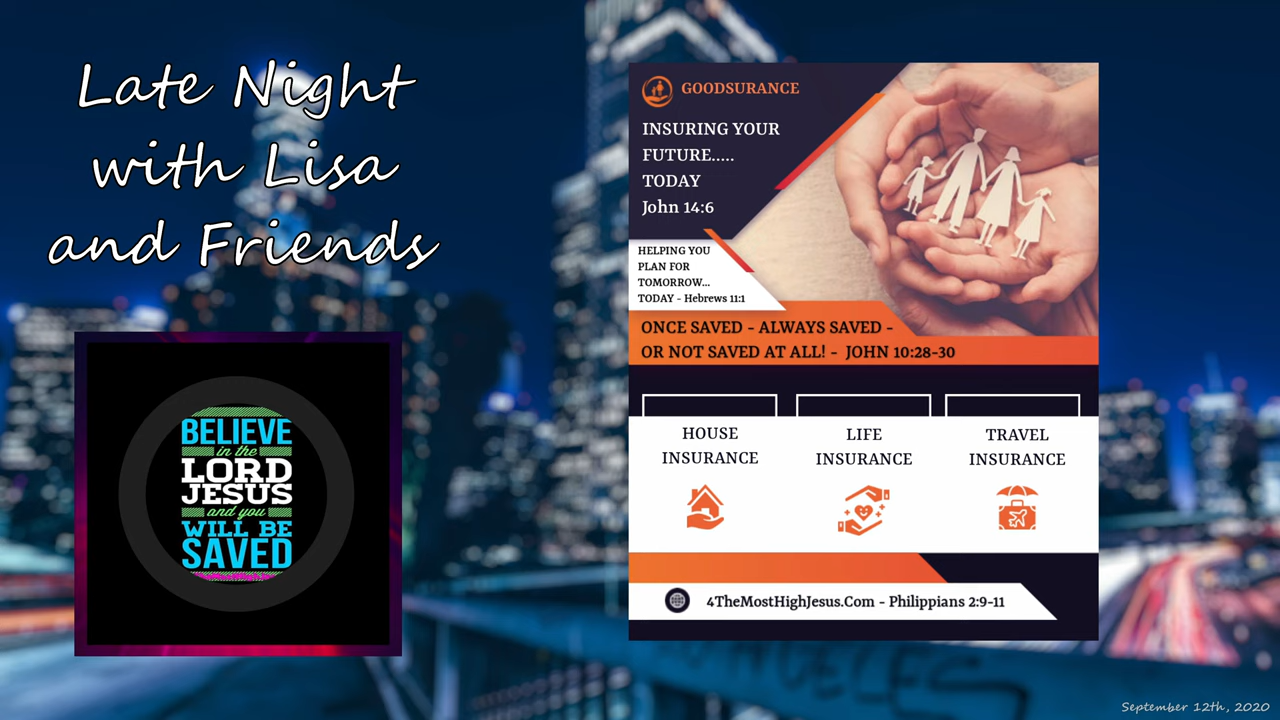 Late Night
with Lisa
and Friends
BELIEVE
in the
LORD
JESUS
and you
WILL BE
SAVED
GOODSURANCE
INSURING YOUR
FUTURE.....
TODAY
John 14:6
HELPING YOU
PLAN FOR
TOMORROW...
TODAY - Hebrews 11:1
ONCE SAVED - ALWAYS SAVED -
OR NOT SAVED AT ALL! - JOHN 10:28-30
HOUSE
INSURANCE
LIFE
INSURANCE
TRAVEL
INSURANCE
4TheMostHighJesus.Com - Philippians 2:9-11
September 12th, 2020